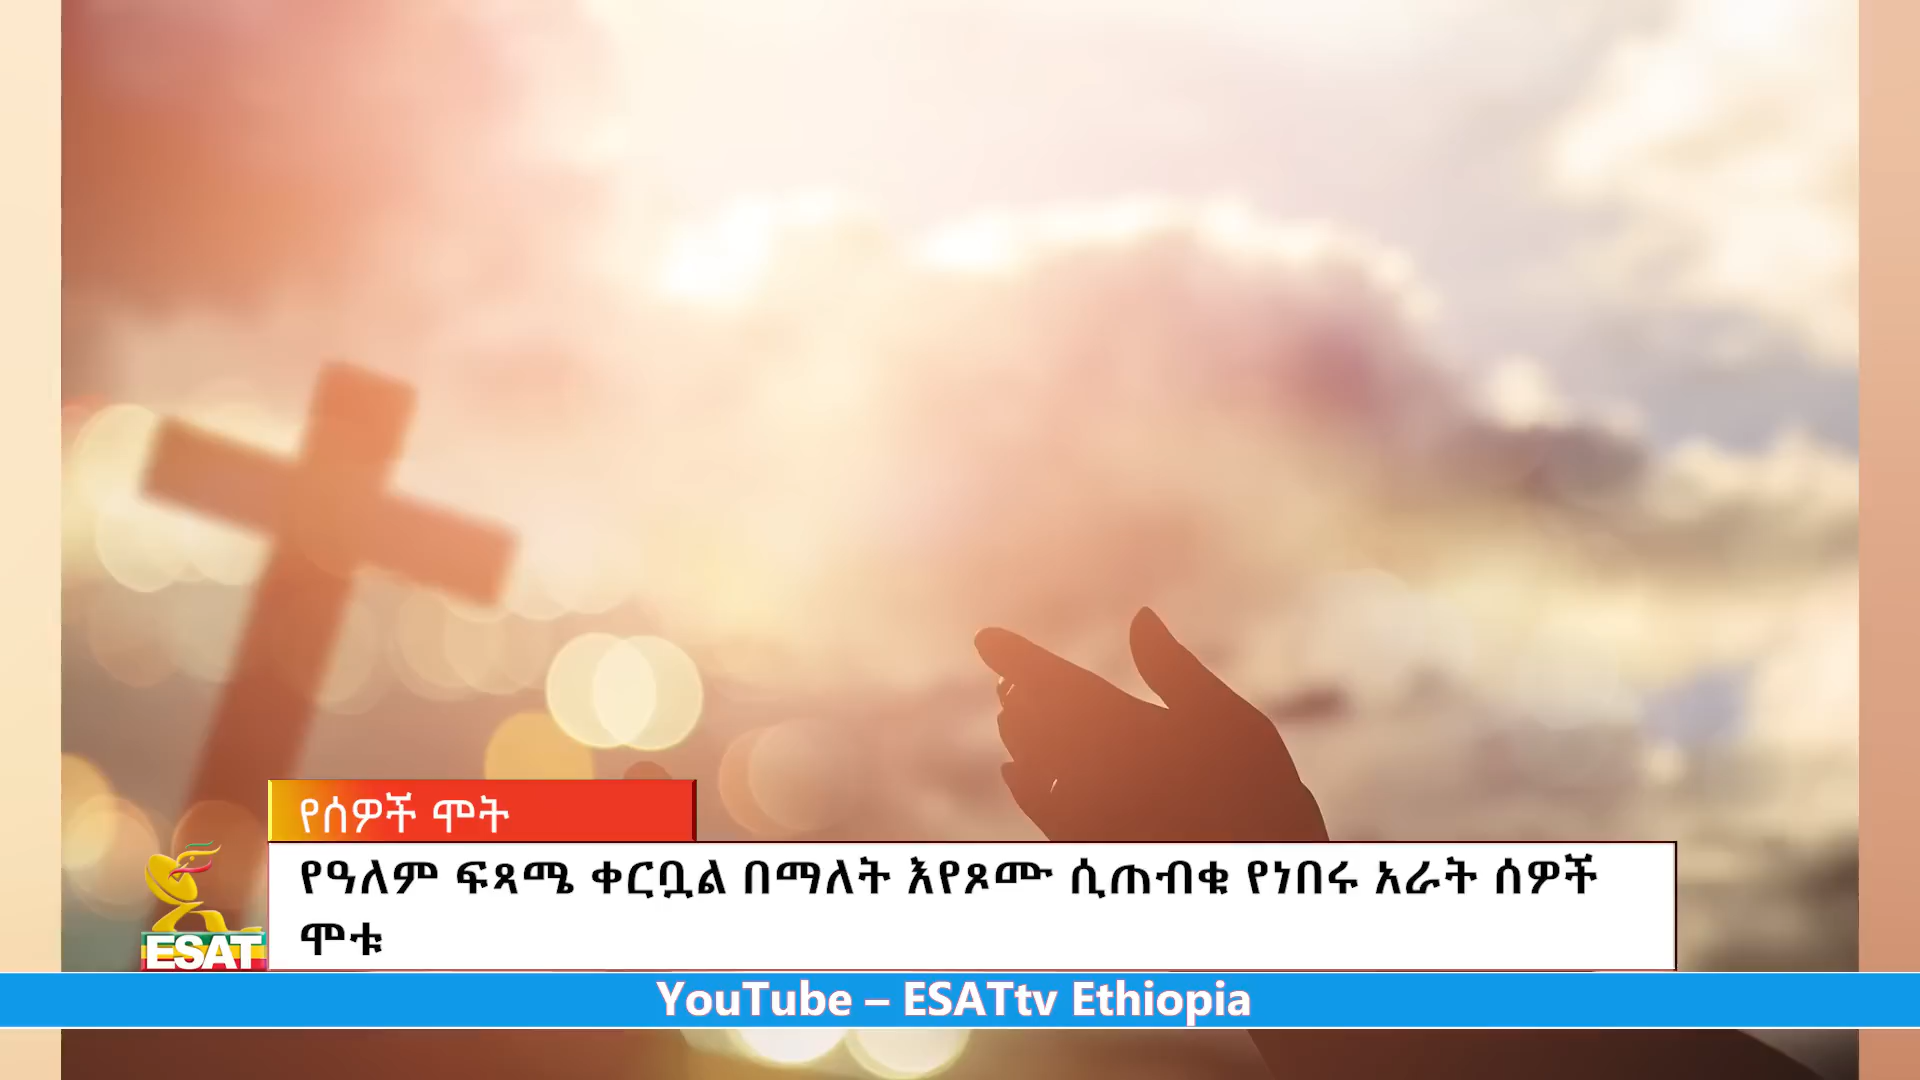 የሰዎች ሞት
የዓለም ፍጻሜ ቀርቧል በማለት እየጾሙ ሲጠብቁ የነበሩ አራት ሰዎች
ሞቱ
ESAT
YouTube – ESATtv Ethiopia